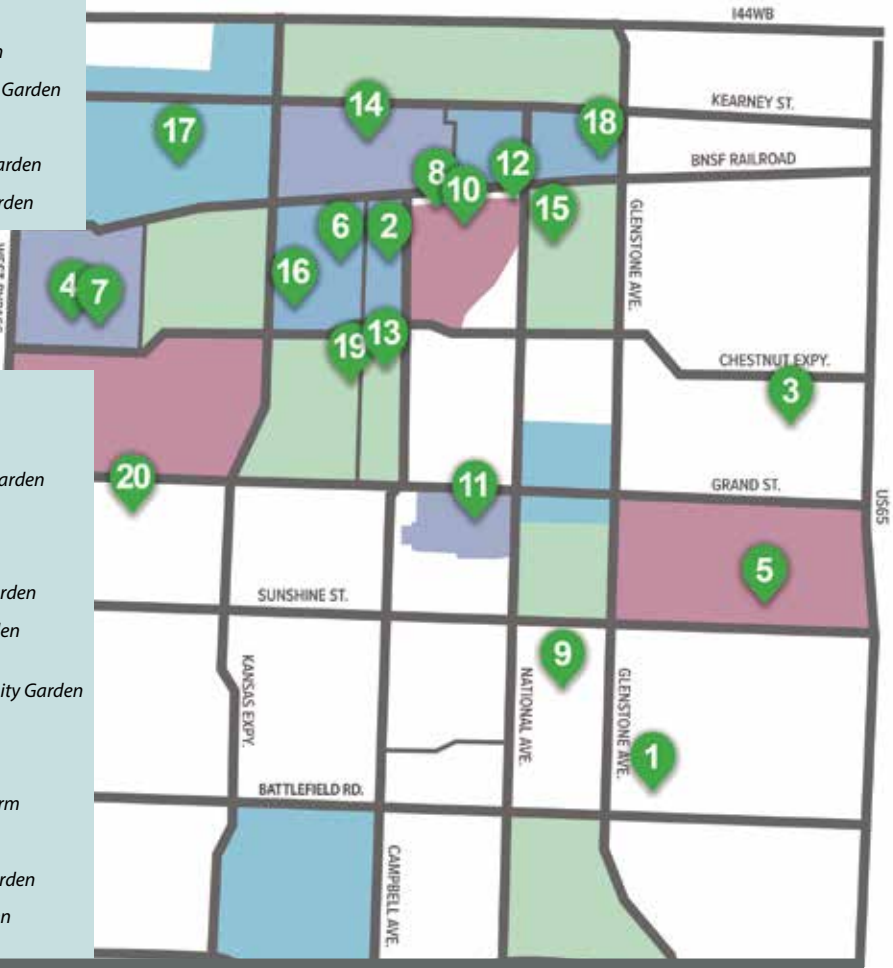 n
Garden
arden
rden
arden
rden
en
ity Garden
rm
rden
n
I44WB
KEARNEY ST.
BNSF RAILROAD
GLENSTONE AVE.
CHESTNUT EXPY.
GRAND ST.
US65
SUNSHINE ST.
KANSAS EXPY.
NATIONAL AVE.
GLENSTONE AVE.
BATTLEFIELD RD.
CAMPBELL AVE.
14
17
18
12
8
10
15
6
2
16
4
7
13
19
3
20
11
5
9
1